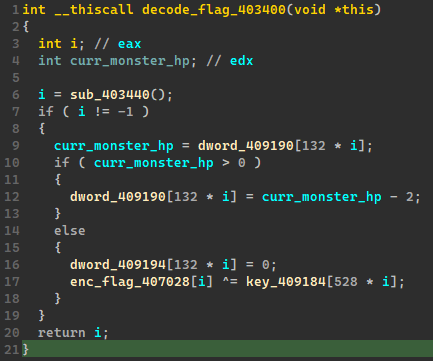 1 int __thiscall decode_flag_403400(void *this)
2 {
3   int i; // eax
4   int curr_monster_hp; // edx
5
6   i = sub_403440();
7   if ( i != -1 )
8   {
9     curr_monster_hp = dword_409190[132 * i];
10     if ( curr_monster_hp > 0 )
11     {
12       dword_409190[132 * i] = curr_monster_hp - 2;
13     }
14     else
15     {
16       dword_409194[132 * i] = 0;
17       enc_flag_407028[i] ^= key_409184[528 * i];
18     }
19   }
20   return i;
21 }